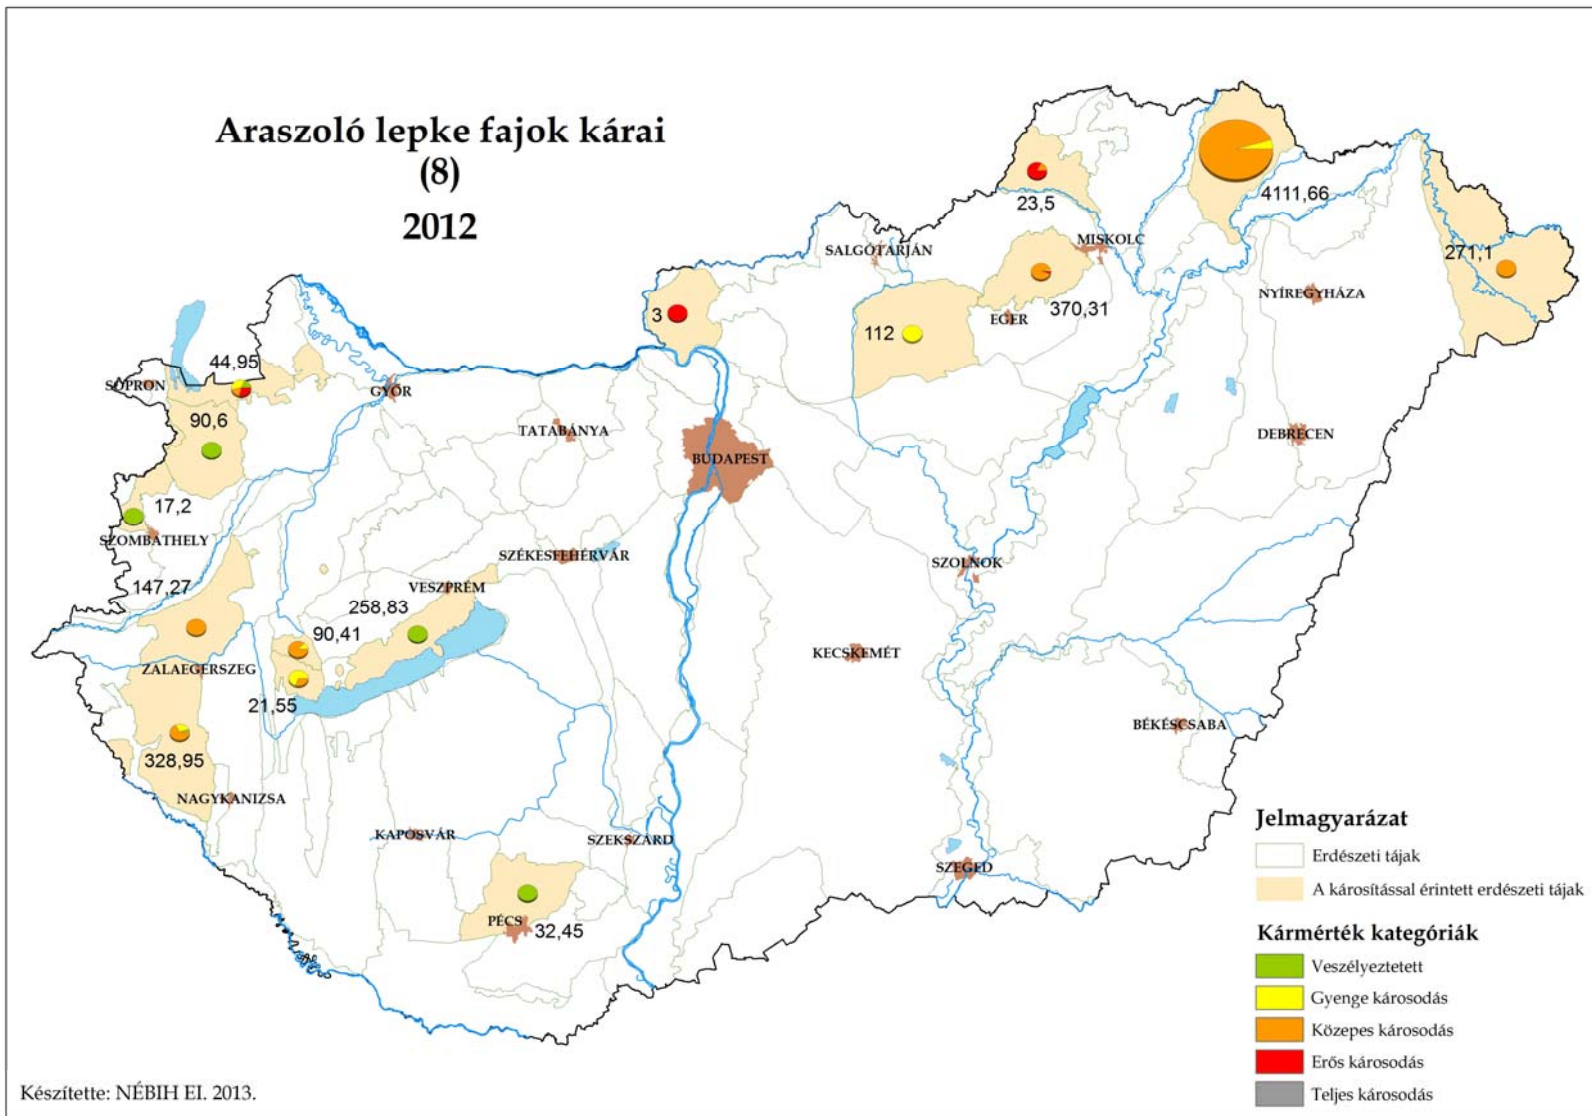 Araszoló lepke fajok kárai
(8)
2012
4111,66
23,5
MISKOLC
SALGÓTARJÁN
271,1
NYÍREGYHÁZA
370,31
EGER
3
112
44,95
SOPRON
GYŐR
90,6
TATABÁNYA
DEBRECEN
BUDAPEST
17,2
SZOMBATHELY
SZÉKESFEHÉRVÁR
SZOLNOK
147,27
VESZPRÉM
258,83
90,41
KECSKEMÉT
ZALAEGERSZEG
21,55
BÉKÉSCSABA
328,95
NAGYKANIZSA
KAPOSVÁR
SZEKSZÁRD
SZEGED
PÉCS
32,45
Jelmagyarázat
Erdészeti tájak
A károsítással érintett erdészeti tájak
Kármérték kategóriák
Veszélyeztetett
Gyenge károsodás
Közepes károsodás
Erős károsodás
Teljes károsodás
Készítette: NÉBIH EI. 2013.